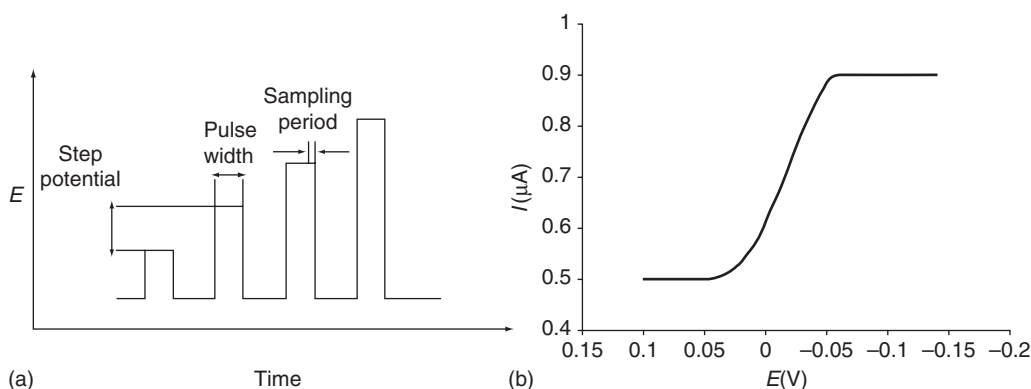 Sampling
period
Pulse
width
Step
potential
E
(a)
Time
1
0.9
0.8
0.7
0.6
0.5
0.4
I(μA)
0.15 0.1 0.05 0 –0.05 –0.1 –0.15 –0.2
(b)
E(V)